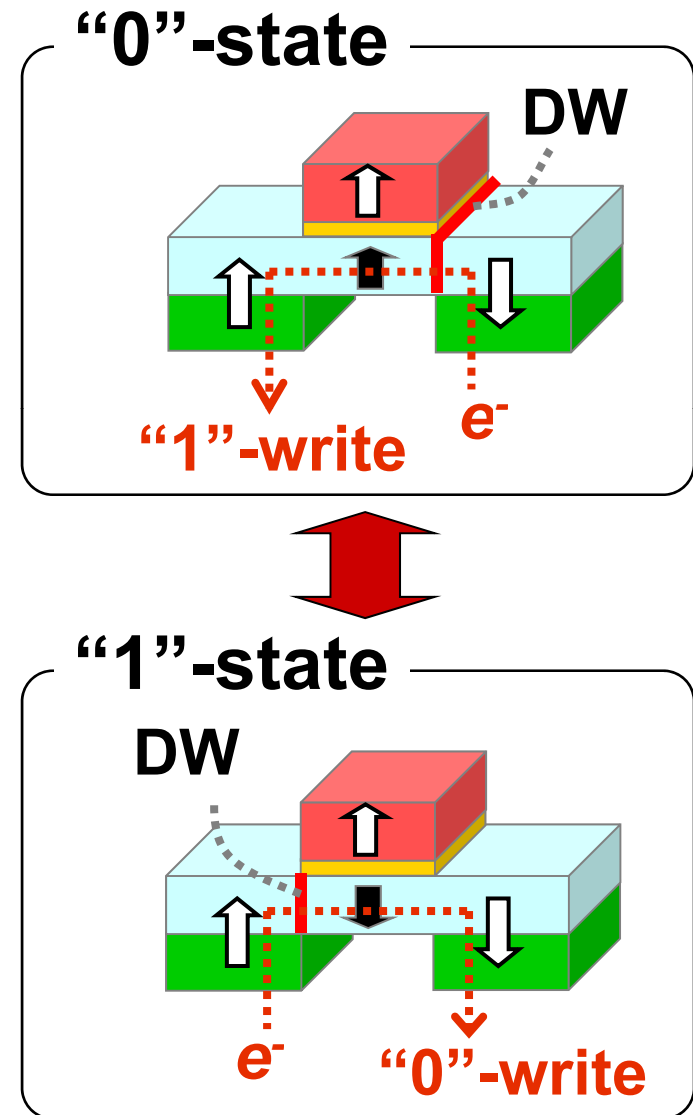 “0”-state
DW
“1”-write
e-
“1”-state
DW
e-
“0”-write